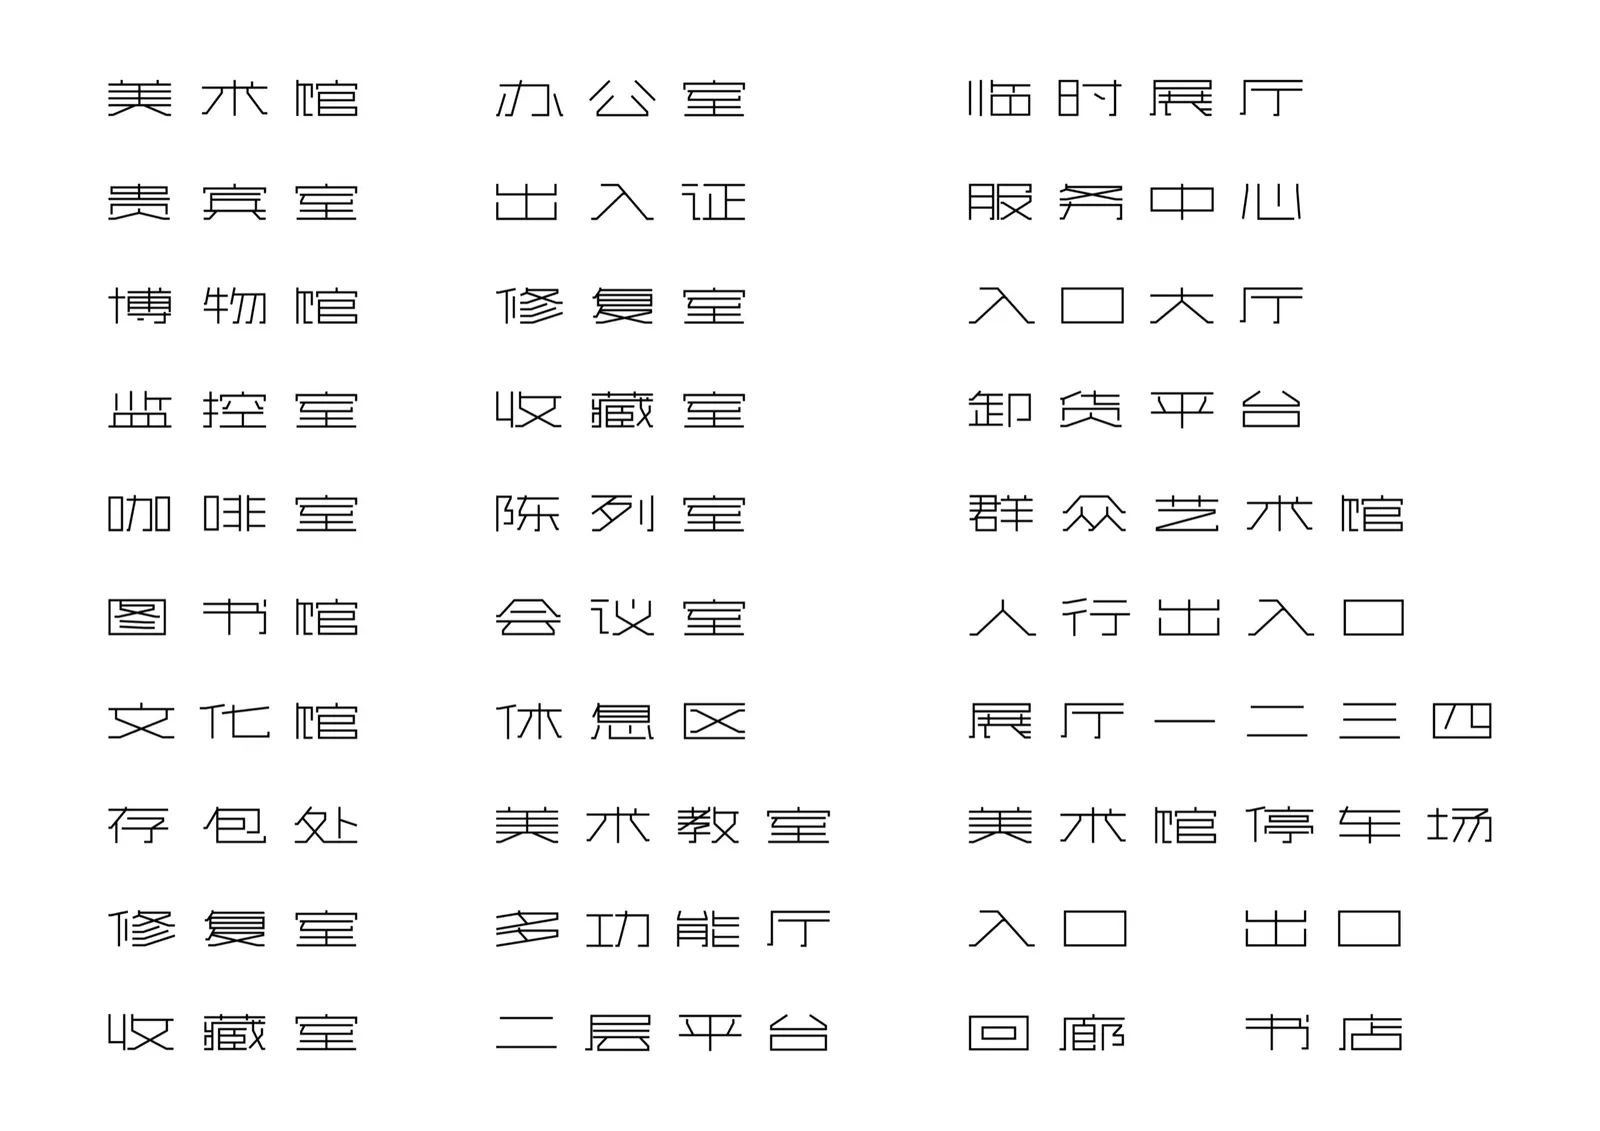 美术馆
贵宾室
博物馆
监控室
咖啡室
图书馆
文化馆
存包处
修复室
收藏室
办公室
出入证
修复室
收藏室
陈列室
会议室
休息区
美术教室
多功能厅
二层平台
临时展厅
服务中心
入口大厅
卸货平台
群众艺术馆
人行出入口
展厅一二三四
美术馆停车场
入口 出口
回廊 书店